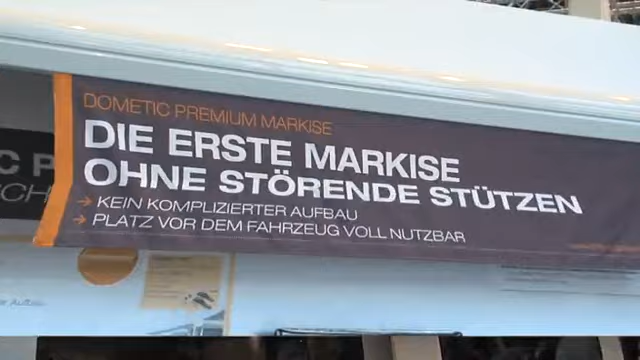 DOMETIC PREMIUM MARKISE
DIE ERSTE MARKISE
OHNE STÖRENDE STÜTZEN
→ KEIN KOMPLIZIERTER AUFBAU
→ PLATZ VOR DEM FAHRZEUG VOLL NUTZBAR